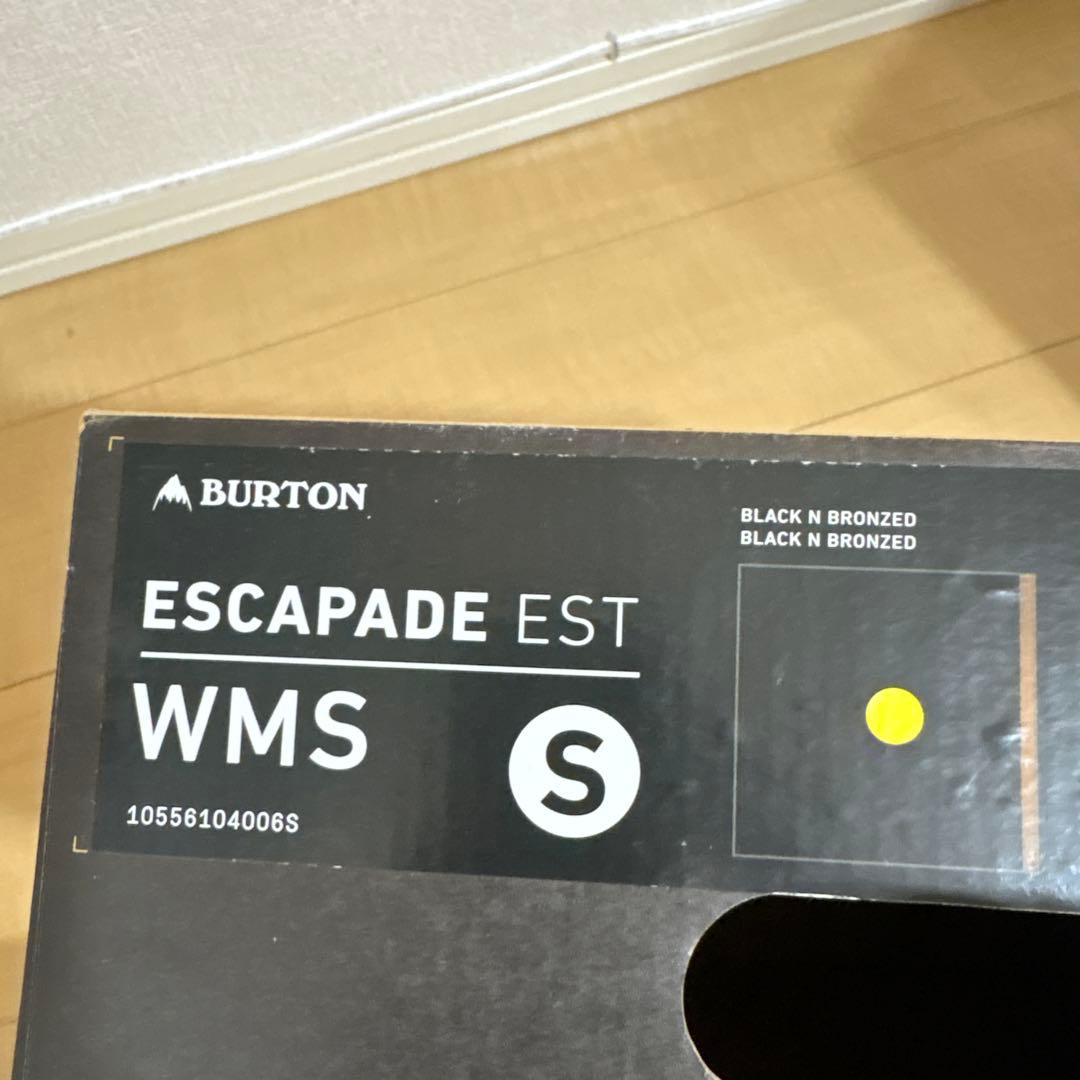 BURTON
ESCAPADE EST
WMS
S
10556104006S
BLACK N BRONZED
BLACK N BRONZED